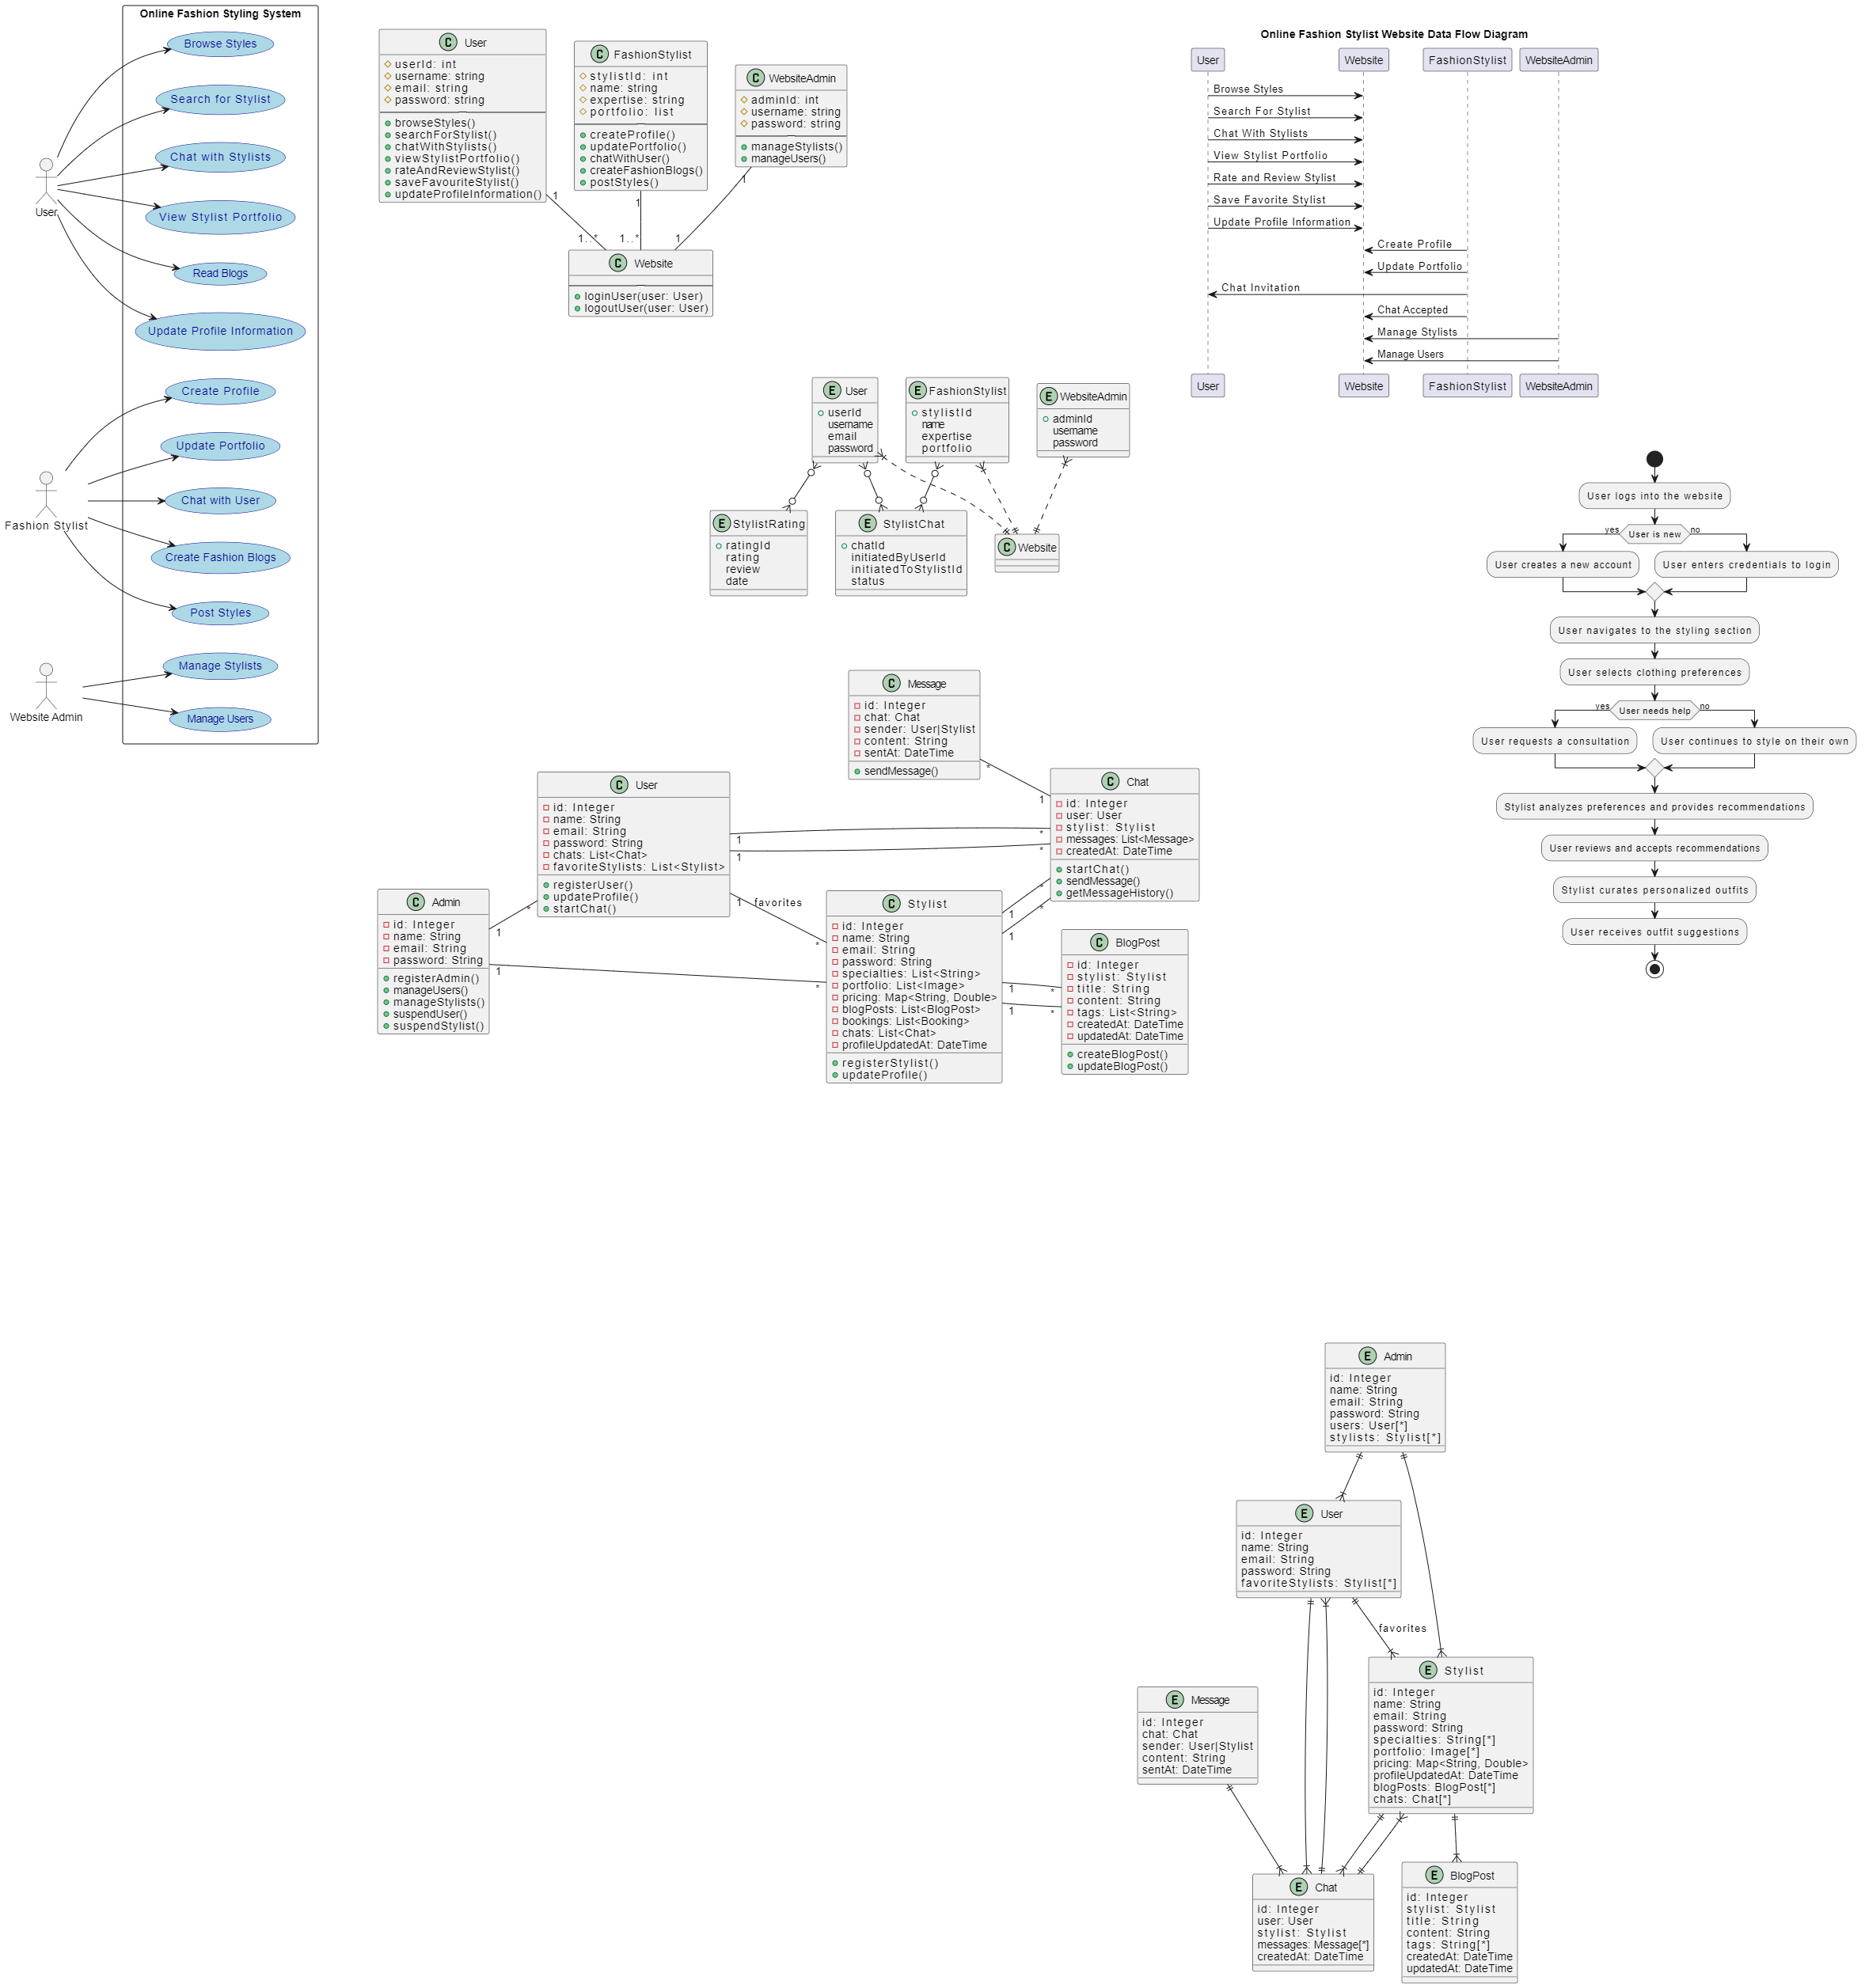 Online Fashion Styling System
Browse Styles
Search for Stylist
Chat with Stylists
View Stylist Portfolio
Read Blogs
Update Profile Information
User
Create Profile
Update Portfolio
Chat with User
Create Fashion Blogs
Post Styles
Fashion Stylist
Manage Stylists
Manage Users
Website Admin
C User
userId: int
username: string
email: string
password: string
browseStyles()
searchForStylist()
chatWithStylists()
viewStylistPortfolio()
rateAndReviewStylist()
saveFavouriteStylist()
updateProfileInformation()
C FashionStylist
stylistId: int
name: string
expertise: string
portfolio: list
createProfile()
updatePortfolio()
chatWithUser()
createFashionBlogs()
postStyles()
C WebsiteAdmin
adminId: int
username: string
password: string
manageStylists()
manageUsers()
1
1
1
1..*
1..*
1
C Website
loginUser(user: User)
logoutUser(user: User)
Online Fashion Stylist Website Data Flow Diagram
User Website FashionStylist WebsiteAdmin
Browse Styles
Search For Stylist
Chat With Stylists
View Stylist Portfolio
Rate and Review Stylist
Save Favorite Stylist
Update Profile Information
Create Profile
Update Portfolio
Chat Invitation
Chat Accepted
Manage Stylists
Manage Users
User Website FashionStylist WebsiteAdmin
E User
userId
username
email
password
E FashionStylist
stylistId
name
expertise
portfolio
E WebsiteAdmin
adminId
username
password
E StylistRating
ratingId
rating
review
date
E StylistChat
chatId
initiatedByUserId
initiatedToStylistId
status
C Website
User logs into the website
yes
User is new
no
User creates a new account
User enters credentials to login
User navigates to the styling section
User selects clothing preferences
yes
User needs help
no
User requests a consultation
User continues to style on their own
Stylist analyzes preferences and provides recommendations
User reviews and accepts recommendations
Stylist curates personalized outfits
User receives outfit suggestions
C Message
id: Integer
chat: Chat
sender: User|Stylist
content: String
sentAt: DateTime
sendMessage()
*
1
C User
id: Integer
name: String
email: String
password: String
chats: List<Chat>
favoriteStylists: List<Stylist>
registerUser()
updateProfile()
startChat()
1
*
1
*
1
favorites
*
C Chat
id: Integer
user: User
stylist: Stylist
messages: List<Message>
createdAt: DateTime
startChat()
sendMessage()
getMessageHistory()
C Admin
id: Integer
name: String
email: String
password: String
registerAdmin()
manageUsers()
manageStylists()
suspendUser()
suspendStylist()
1
*
1
*
C Stylist
id: Integer
name: String
email: String
password: String
specialties: List<String>
portfolio: List<Image>
pricing: Map<String, Double>
blogPosts: List<BlogPost>
bookings: List<Booking>
chats: List<Chat>
profileUpdatedAt: DateTime
registerStylist()
updateProfile()
1
*
1
*
1
*
1
*
C BlogPost
id: Integer
stylist: Stylist
title: String
content: String
tags: List<String>
createdAt: DateTime
updatedAt: DateTime
createBlogPost()
updateBlogPost()
E Admin
id: Integer
name: String
email: String
password: String
users: User[*]
stylists: Stylist[*]
E User
id: Integer
name: String
email: String
password: String
favoriteStylists: Stylist[*]
favorites
E Stylist
id: Integer
name: String
email: String
password: String
specialties: String[*]
portfolio: Image[*]
pricing: Map<String, Double>
profileUpdatedAt: DateTime
blogPosts: BlogPost[*]
chats: Chat[*]
E Message
id: Integer
chat: Chat
sender: User|Stylist
content: String
sentAt: DateTime
E Chat
id: Integer
user: User
stylist: Stylist
messages: Message[*]
createdAt: DateTime
E BlogPost
id: Integer
stylist: Stylist
title: String
content: String
tags: String[*]
createdAt: DateTime
updatedAt: DateTime